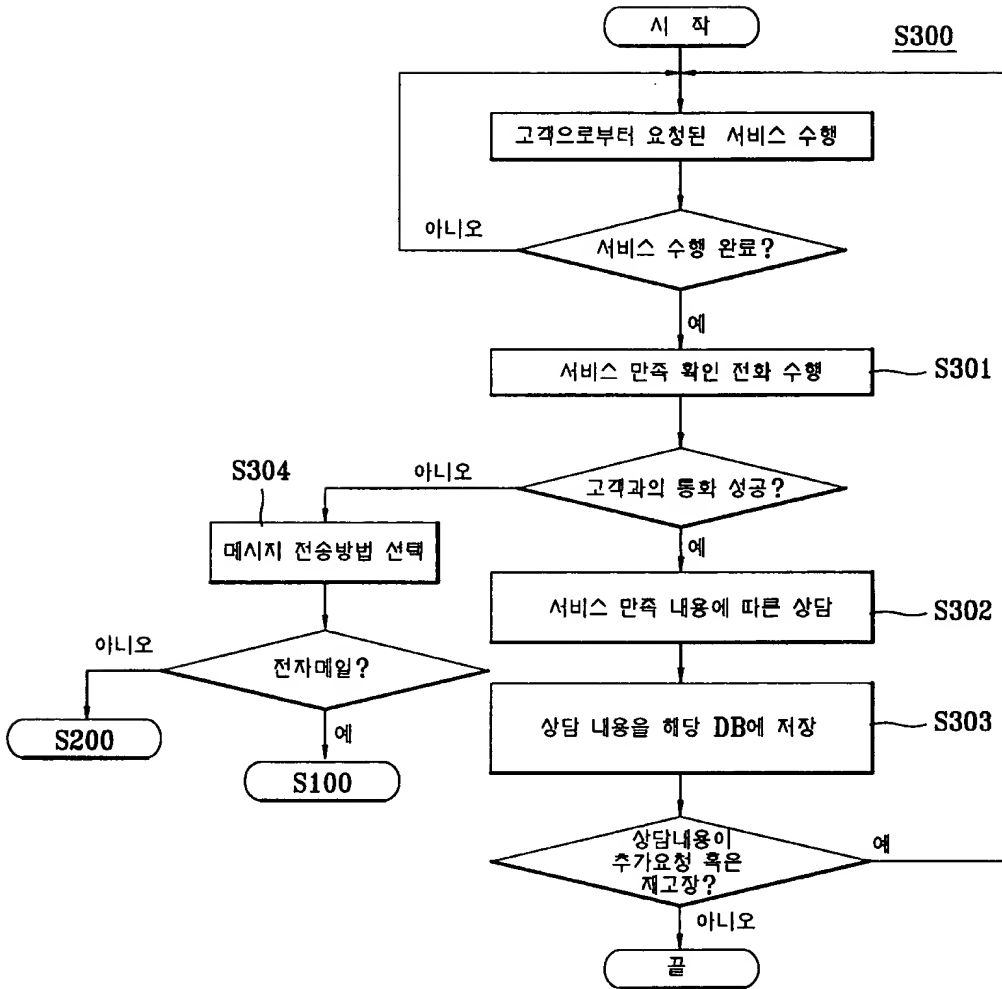 시 작
S300
고객으로부터 요청된 서비스 수행
아니오
서비스 수행 완료?
예
서비스 만족 확인 전화 수행
S301
S304
아니오
고객과의 통화 성공?
메시지 전송방법 선택
예
서비스 만족 내용에 따른 상담
S302
아니오
전자메일?
상담 내용을 해당 DB에 저장
S303
S200
예
S100
상담내용이
추가요청 혹은
재고장?
예
아니오
끝